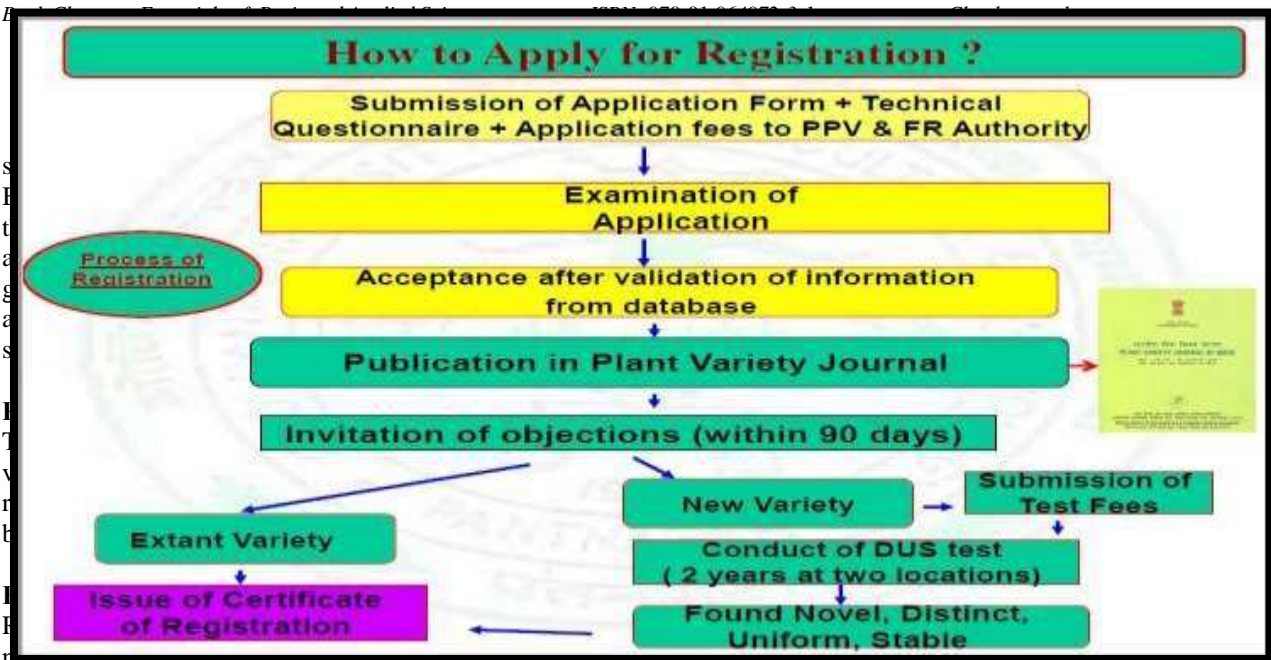 How to Apply for Registration ?
Submission of Application Form + Technical
Questionnaire + Application fees to PPV & FR Authority
Examination of
Application
Process of
Registration
Acceptance after validation of information
from database
Publication in Plant Variety Journal
Invitation of objections (within 90 days)
Extant Variety
New Variety
Submission of
Test Fees
Conduct of DUS test
( 2 years at two locations)
Issue of Certificate
of Registration
Found Novel, Distinct,
Uniform, Stable